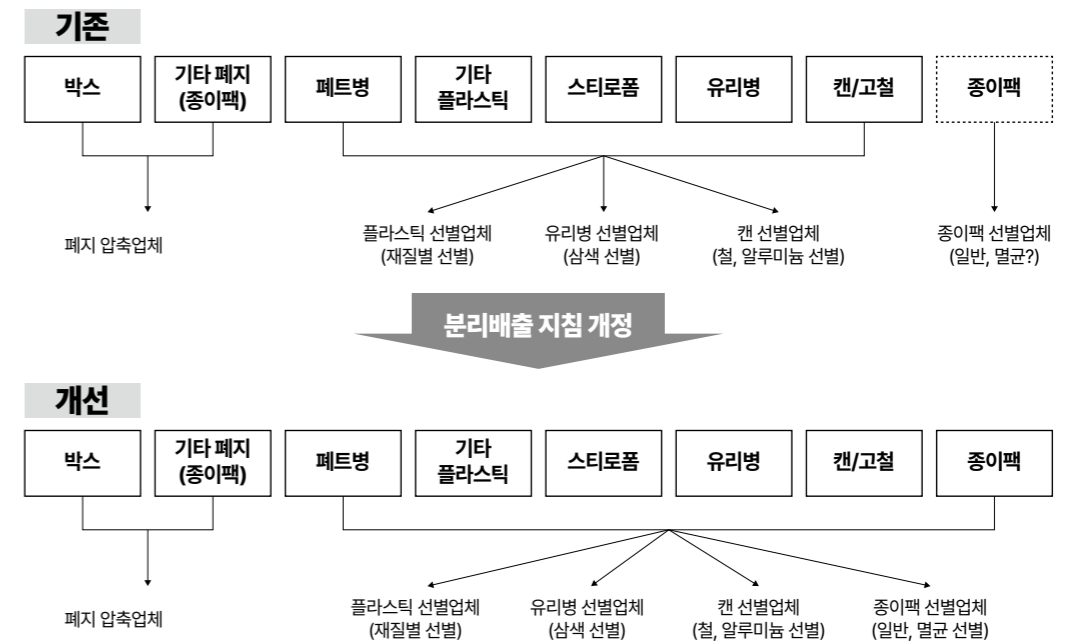 기존
박스
기타 폐지
(종이팩)
페트병
기타
플라스틱
스티로폼
유리병
캔/고철
종이팩
폐지 압축업체
플라스틱 선별업체
(재질별 선별)
유리병 선별업체
(삼색 선별)
캔 선별업체
(철, 알루미늄 선별)
종이팩 선별업체
(일반, 멸균?)
분리배출 지침 개정
개선
박스
기타 폐지
(종이팩)
페트병
기타
플라스틱
스티로폼
유리병
캔/고철
종이팩
폐지 압축업체
플라스틱 선별업체
(재질별 선별)
유리병 선별업체
(삼색 선별)
캔 선별업체
(철, 알루미늄 선별)
종이팩 선별업체
(일반, 멸균 선별)